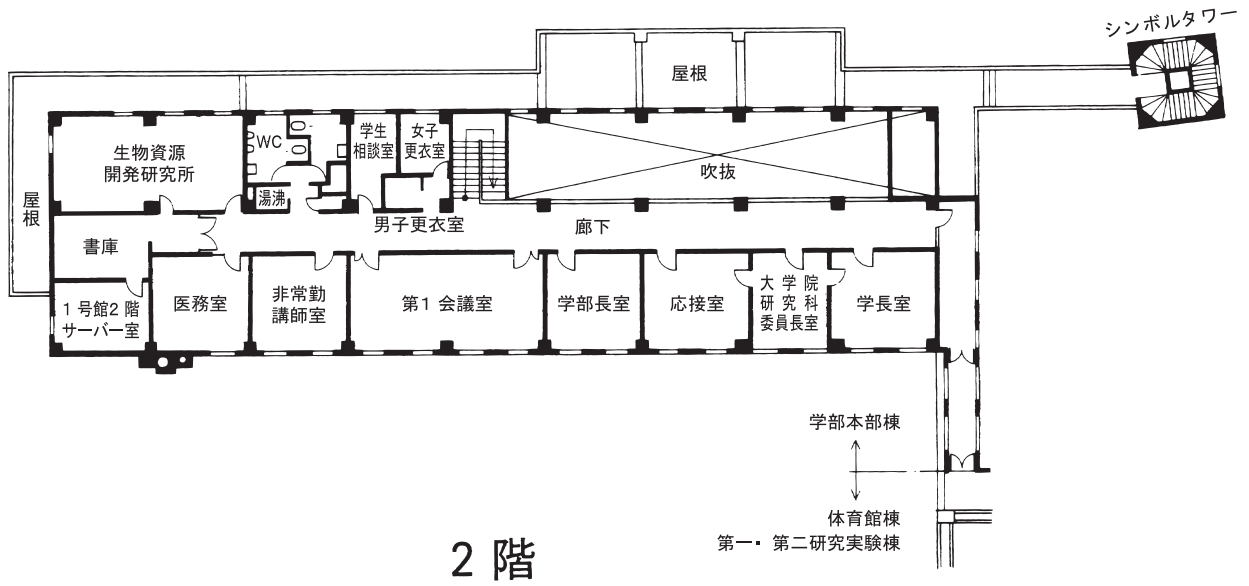 シンボルタワー
屋根
生物資源
開発研究所
WC
湯沸
学生
相談室
女子
更衣室
吹抜
屋根
男子更衣室
廊下
書庫
1号館2階
サーバー室
医務室
非常勤
講師室
第1会議室
学部長室
応接室
大学院
研究科
委員長室
学長室
学部本部棟
体育館棟
第一・第二研究実験棟
2階